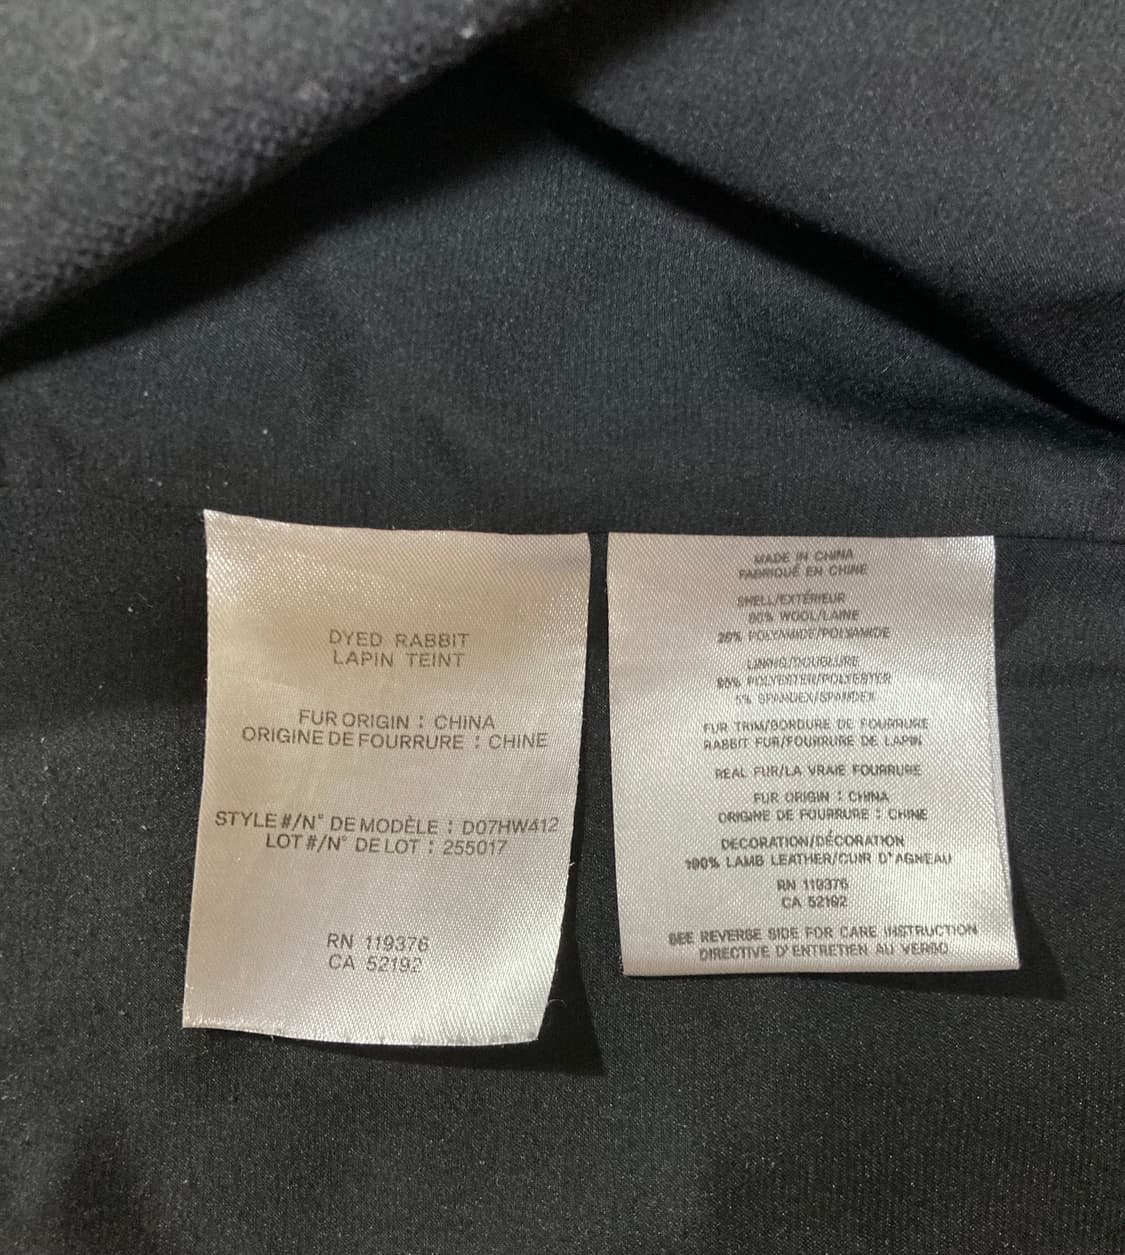 DYED RABBIT
LAPIN TEINT
FUR ORIGIN : CHINA
ORIGINE DE FOURRURE : CHINE
STYLE #/N° DE MODÈLE : D07HW412
LOT #/N° DE LOT : 255017
RN 119376
CA 52192
MADE IN CHINA
FABRIQUÉ EN CHINE
SHELL/EXTÉRIEUR
WOOL/LAINE
20% POLYAMIDE/POLYAMIDE
LINING/DOUBLURE
POLYESTER/POLYESTER
5% SPANDEX/SPANDEX
FUR TRIM/BORDURE DE FOURRURE
RABBIT FUR/FOURRURE DE LAPIN
REAL FUR/LA VRAIE FOURRURE
FUR ORIGIN : CHINA
ORIGINE DE FOURRURE : CHINE
DECORATION/DÉCORATION
100% LAMB LEATHER/CUIR D'AGNEAU
RN 119376
CA 52192
SEE REVERSE SIDE FOR CARE INSTRUCTION
DIRECTIVE D'ENTRETIEN AU VERSO